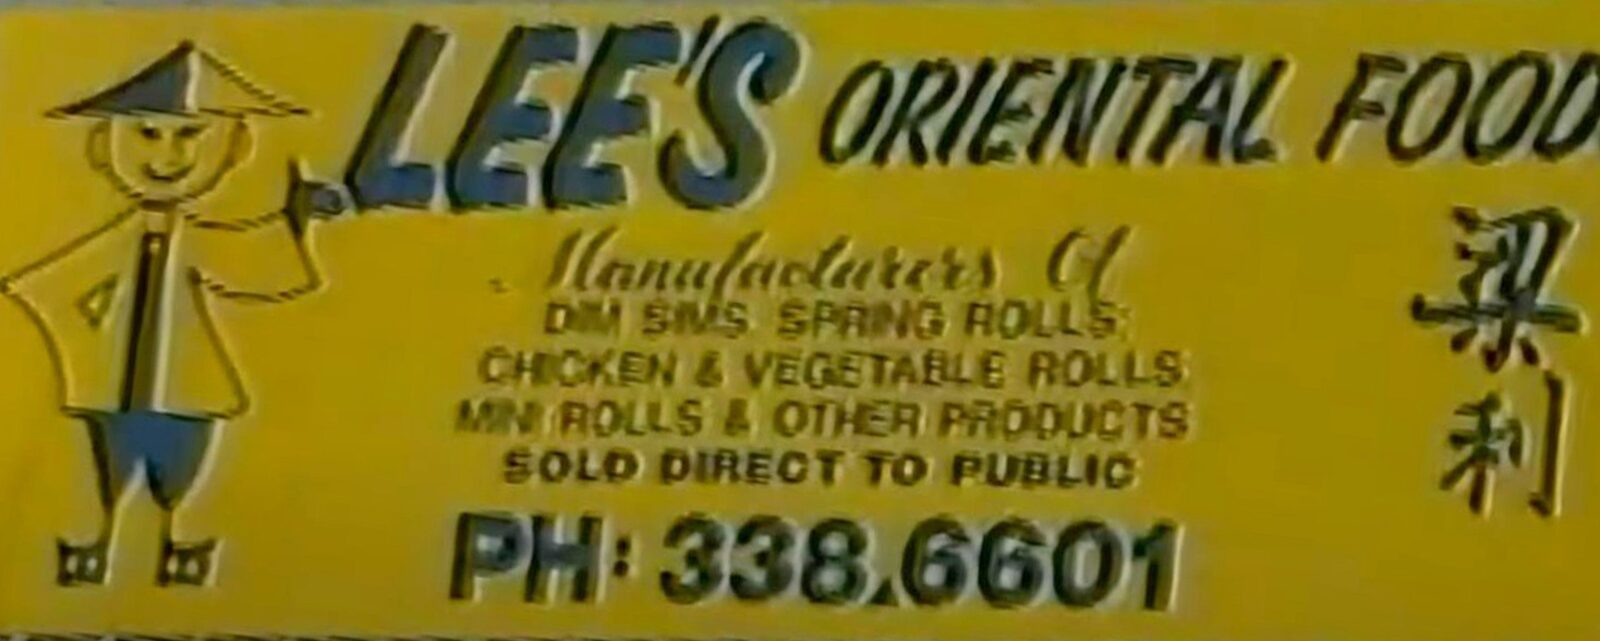 LEE'S ORIENTAL FOOD
Manufacturers Of
DIM SIMS, SPRING ROLLS,
CHICKEN & VEGETABLE ROLLS,
MINI ROLLS & OTHER PRODUCTS
SOLD DIRECT TO PUBLIC
PH: 338.6601
梁
利